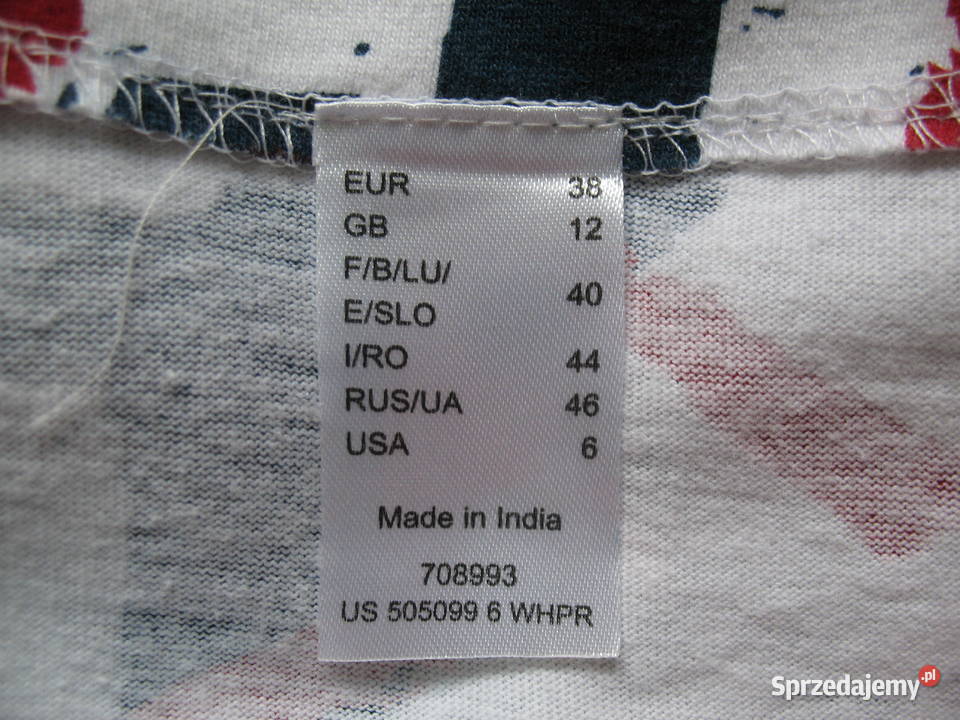 EUR 38
GB 12
F/B/LU/
E/SLO 40
I/RO 44
RUS/UA 46
USA 6
Made in India
708993
US 505099 6 WHPR
Sprzedajemy.pl